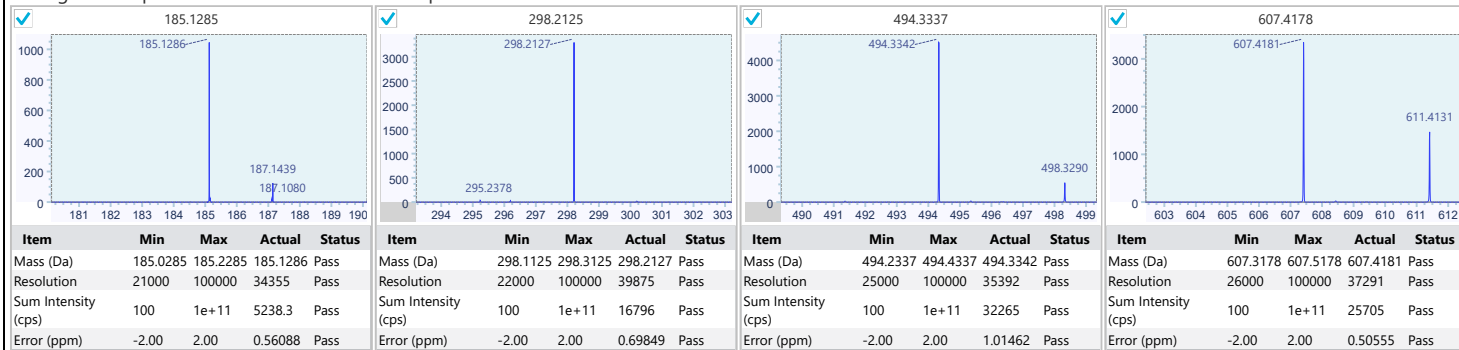 185.1285
185.1286
1000
800
600
400
200
0
187.1439
187.1080
181 182 183 184 185 186 187 188 189 190
Item Min Max Actual Status
Mass (Da) 185.0285 185.2285 185.1286 Pass
Resolution 21000 100000 34355 Pass
Sum Intensity (cps) 100 1e+11 5238.3 Pass
Error (ppm) -2.00 2.00 0.56088 Pass
298.2125
298.2127
3000
2500
2000
1500
1000
500
0
295.2378
294 295 296 297 298 299 300 301 302 303
Item Min Max Actual Status
Mass (Da) 298.1125 298.3125 298.2127 Pass
Resolution 22000 100000 39875 Pass
Sum Intensity (cps) 100 1e+11 16796 Pass
Error (ppm) -2.00 2.00 0.69849 Pass
494.3337
494.3342
4000
3000
2000
1000
0
498.3290
490 491 492 493 494 495 496 497 498 499
Item Min Max Actual Status
Mass (Da) 494.2337 494.4337 494.3342 Pass
Resolution 25000 100000 35392 Pass
Sum Intensity (cps) 100 1e+11 32265 Pass
Error (ppm) -2.00 2.00 1.01462 Pass
607.4178
607.4181
3000
2000
1000
0
611.4131
603 604 605 606 607 608 609 610 611 612
Item Min Max Actual Status
Mass (Da) 607.3178 607.5178 607.4181 Pass
Resolution 26000 100000 37291 Pass
Sum Intensity (cps) 100 1e+11 25705 Pass
Error (ppm) -2.00 2.00 0.50555 Pass